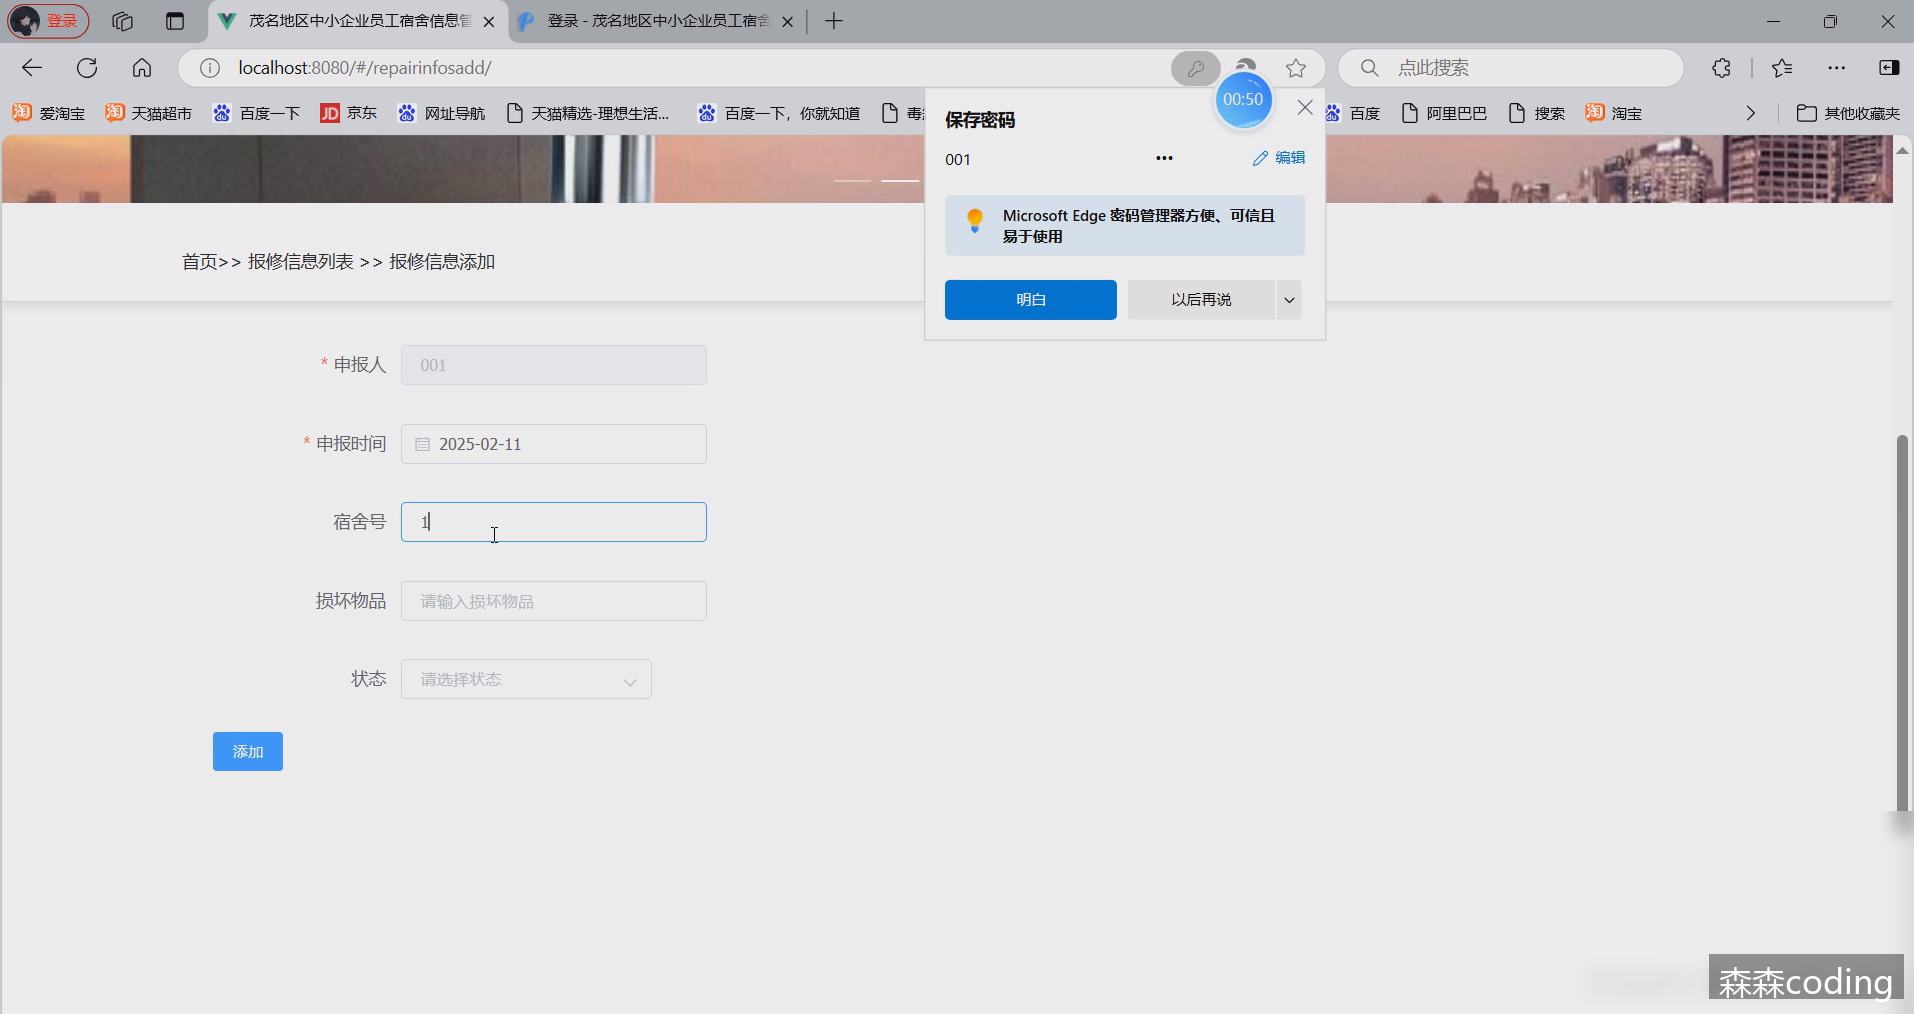 登录
茂名地区中小企业员工宿舍信息管
登录 - 茂名地区中小企业员工宿舍
localhost:8080/#/repairinfosadd/
点此搜索
爱淘宝
天猫超市
百度一下
京东
网址导航
天猫精选-理想生活...
百度一下，你就知道
百度
阿里巴巴
搜索
淘宝
其他收藏夹
00:50
保存密码
001
编辑
Microsoft Edge 密码管理器方便、可信且
易于使用
明白
以后再说
首页>> 报修信息列表 >> 报修信息添加
* 申报人 001
* 申报时间 2025-02-11
宿舍号 1
损坏物品 请输入损坏物品
状态 请选择状态
添加
森森coding